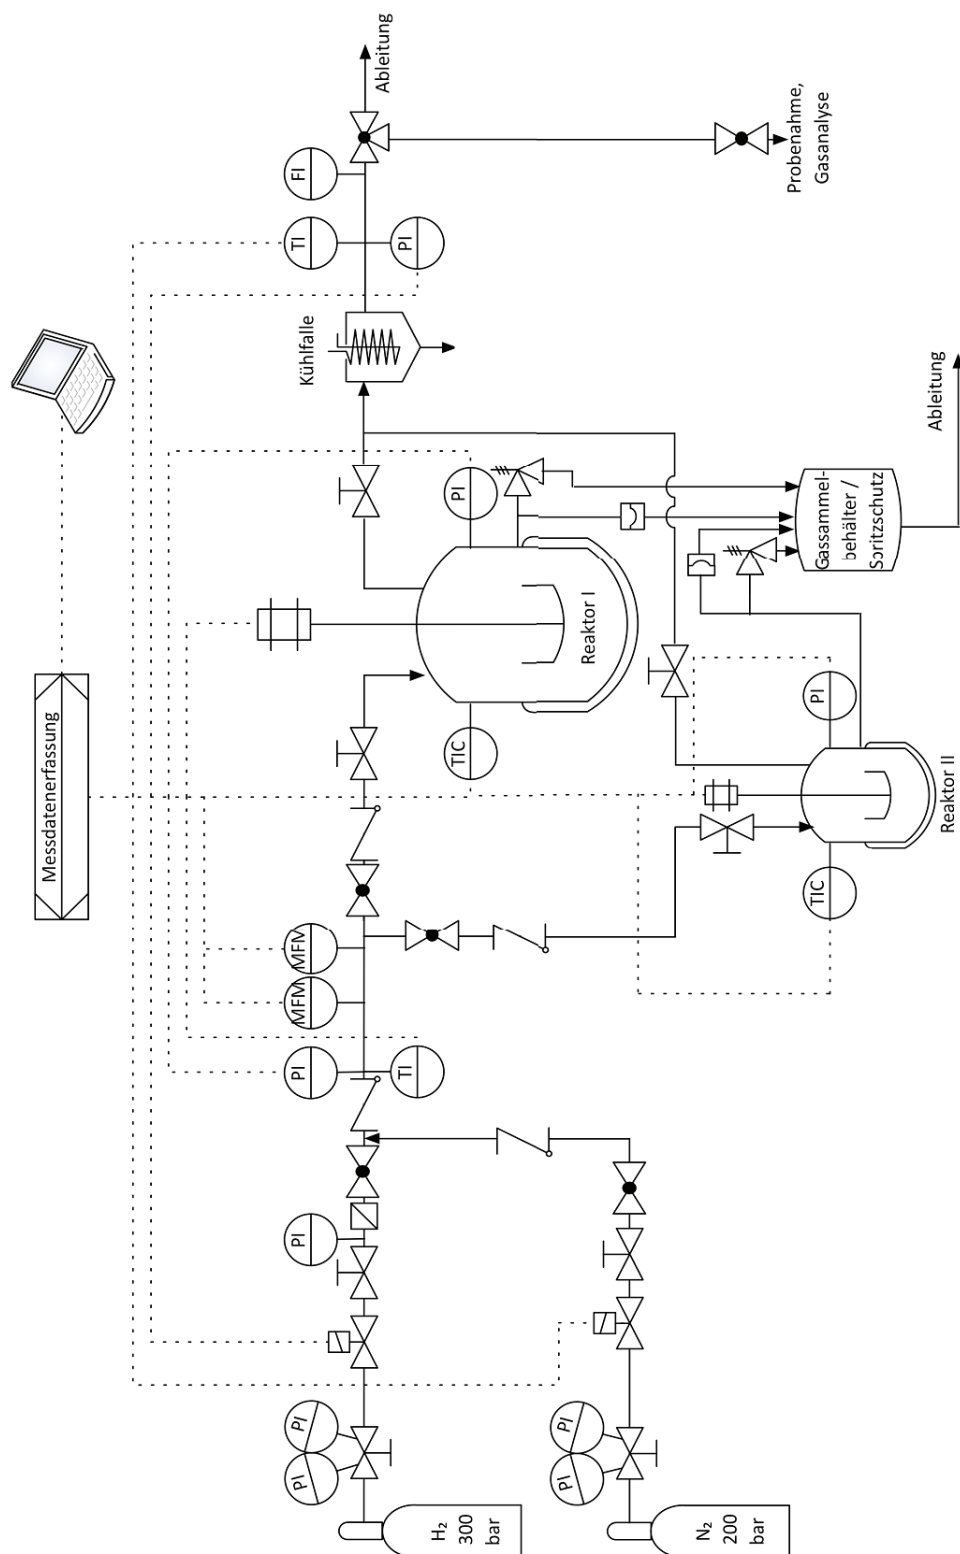 Messdatenerfassung
Ableitung
FI
TI
PI
Probenahme,
Gasanalyse
Kühlfalle
PI
Reaktor I
TIC
Ableitung
Gassammel-
behälter /
Spritzschutz
PI
Reaktor II
TIC
MFM
MFM
PI
TI
PI
PI
PI
PI
PI
H₂
300
bar
N₂
200
bar